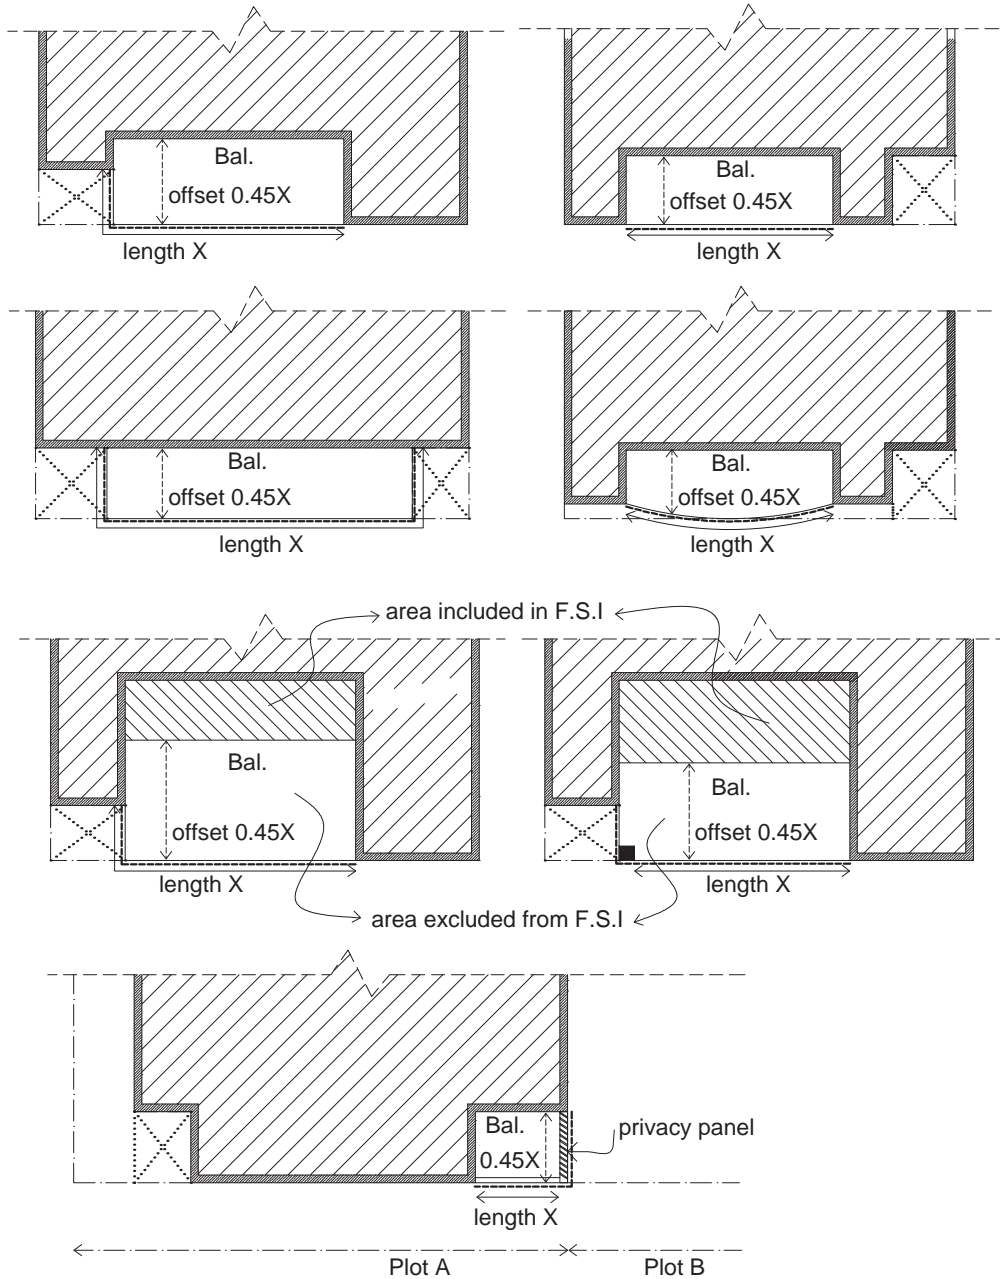 Bal.
offset 0.45X
length X
Bal.
offset 0.45X
length X
Bal.
offset 0.45X
length X
Bal.
offset 0.45X
length X
area included in F.S.I
Bal.
offset 0.45X
length X
Bal.
offset 0.45X
length X
area excluded from F.S.I
Bal.
0.45X
privacy panel
length X
Plot A
Plot B